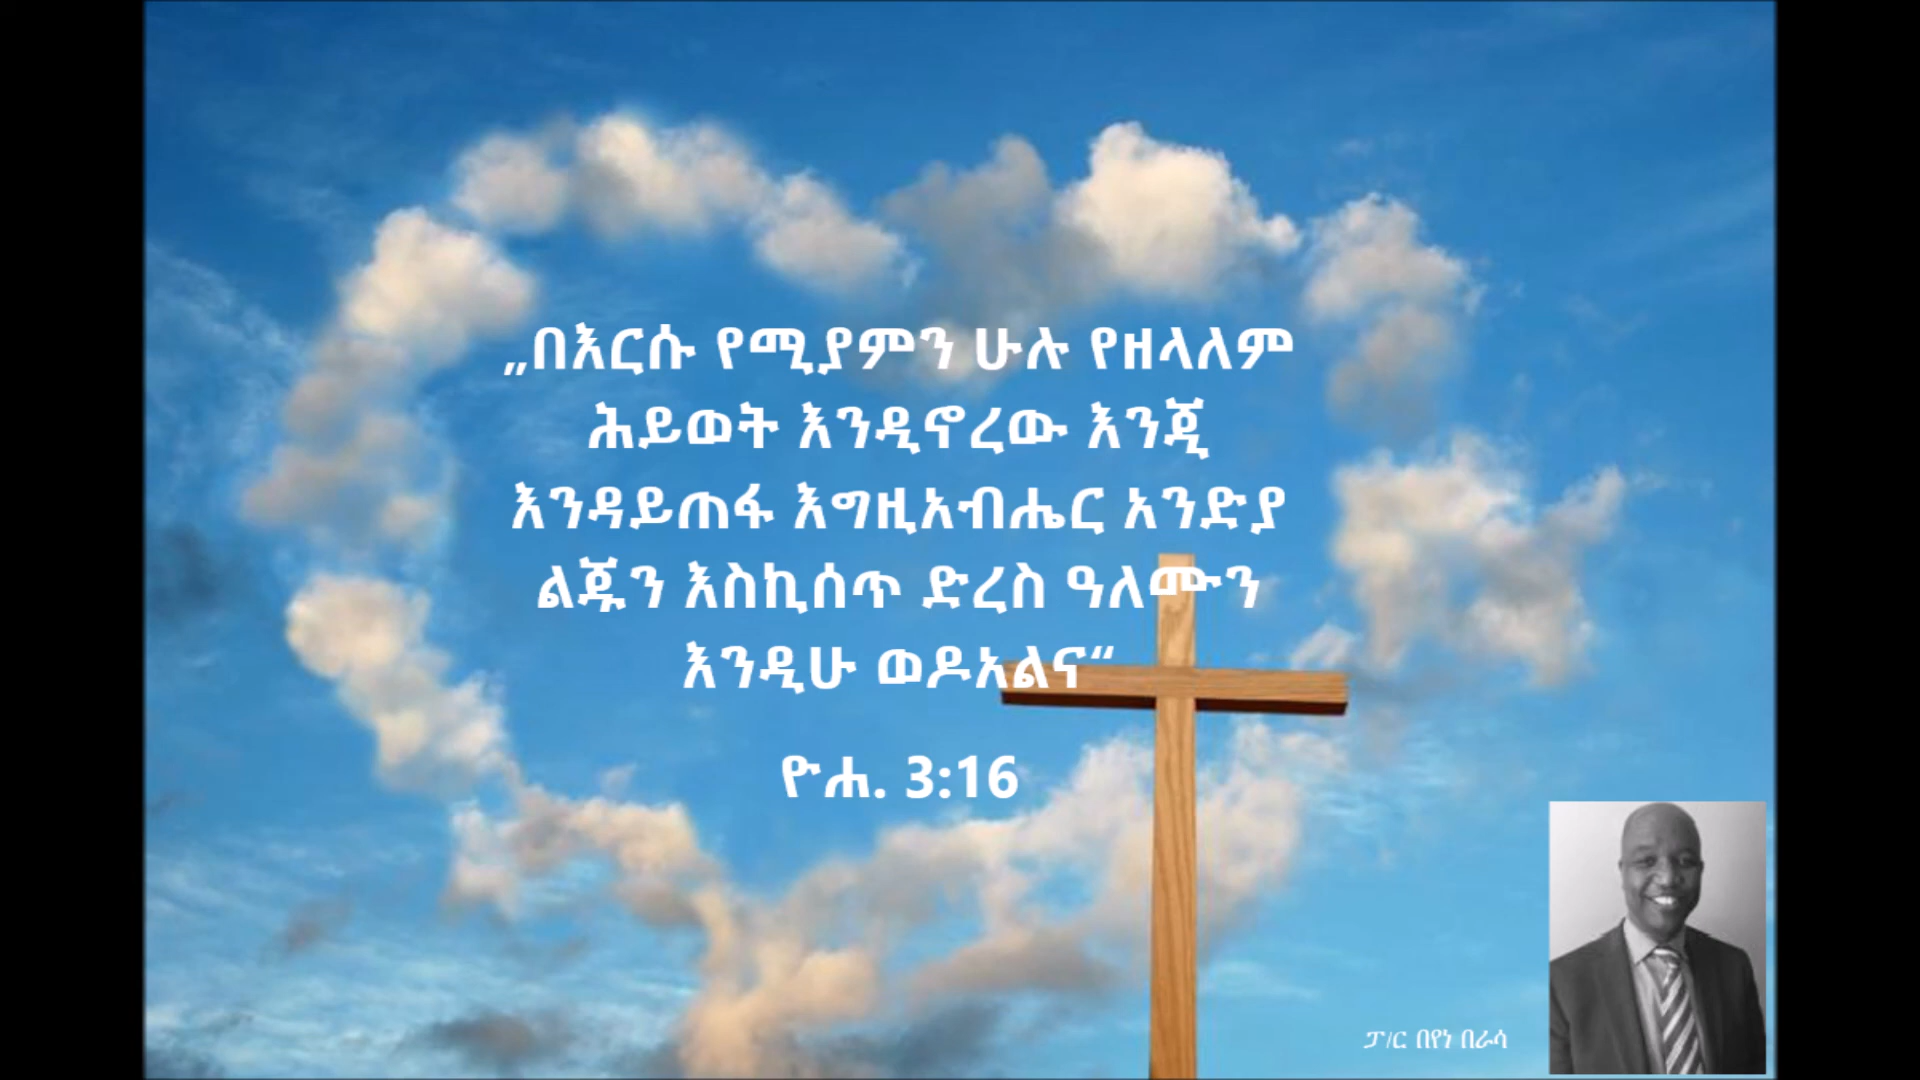 „በእርሱ የሚያምን ሁሉ የዘላለም
ሕይወት እንዲኖረው እንጂ
እንዳይጠፋ እግዚአብሔር አንድያ
ልጁን እስኪሰጥ ድረስ ዓለሙን
እንዲሁ ወዶአልና“
ዮሐ. 3:16
ፓ/ር በየነ በራሳ